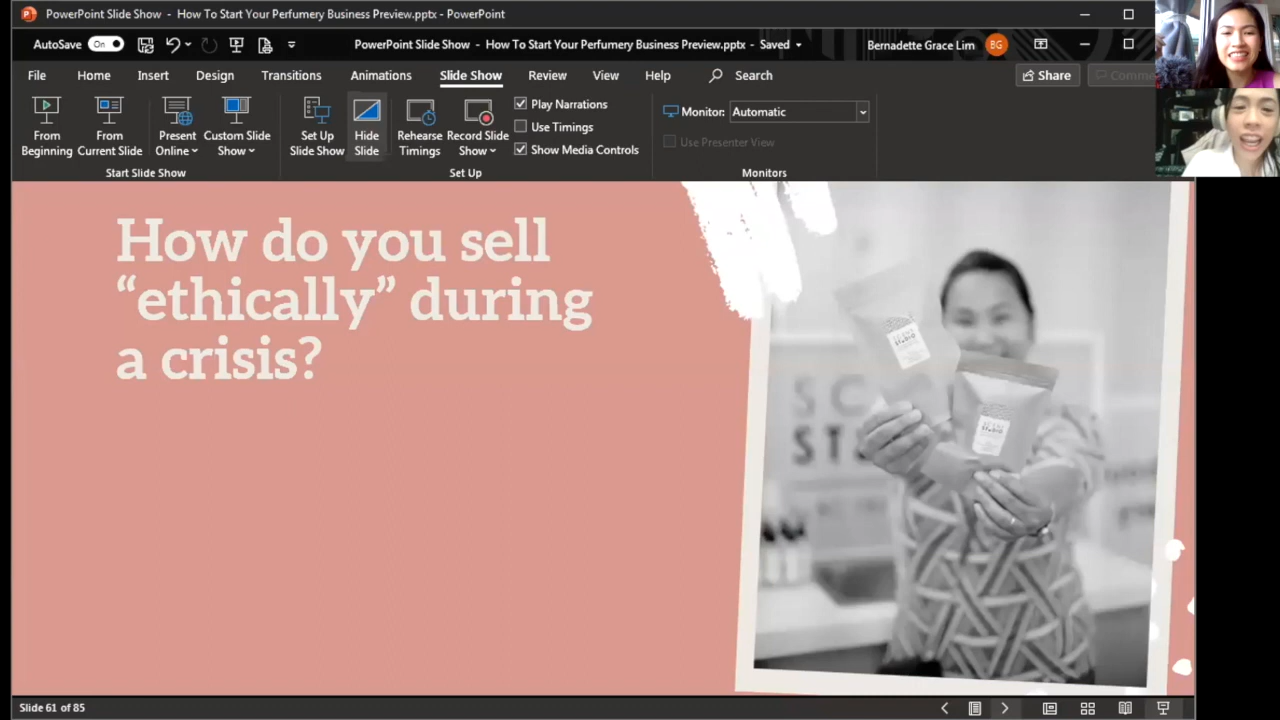 PowerPoint Slide Show - How To Start Your Perfumery Business Preview.pptx - PowerPoint
AutoSave On
PowerPoint Slide Show - How To Start Your Perfumery Business Preview.pptx - Saved
Bernadette Grace Lim BG
File Home Insert Design Transitions Animations Slide Show Review View Help Search Share Comme
From Beginning
From Current Slide
Present Online
Custom Slide Show
Start Slide Show
Set Up Slide Show
Hide Slide
Rehearse Timings
Record Slide Show
Play Narrations
Use Timings
Show Media Controls
Set Up
Monitor: Automatic
Use Presenter View
Monitors
How do you sell
“ethically” during
a crisis?
STUDIO
STUDIO
Slide 61 of 85